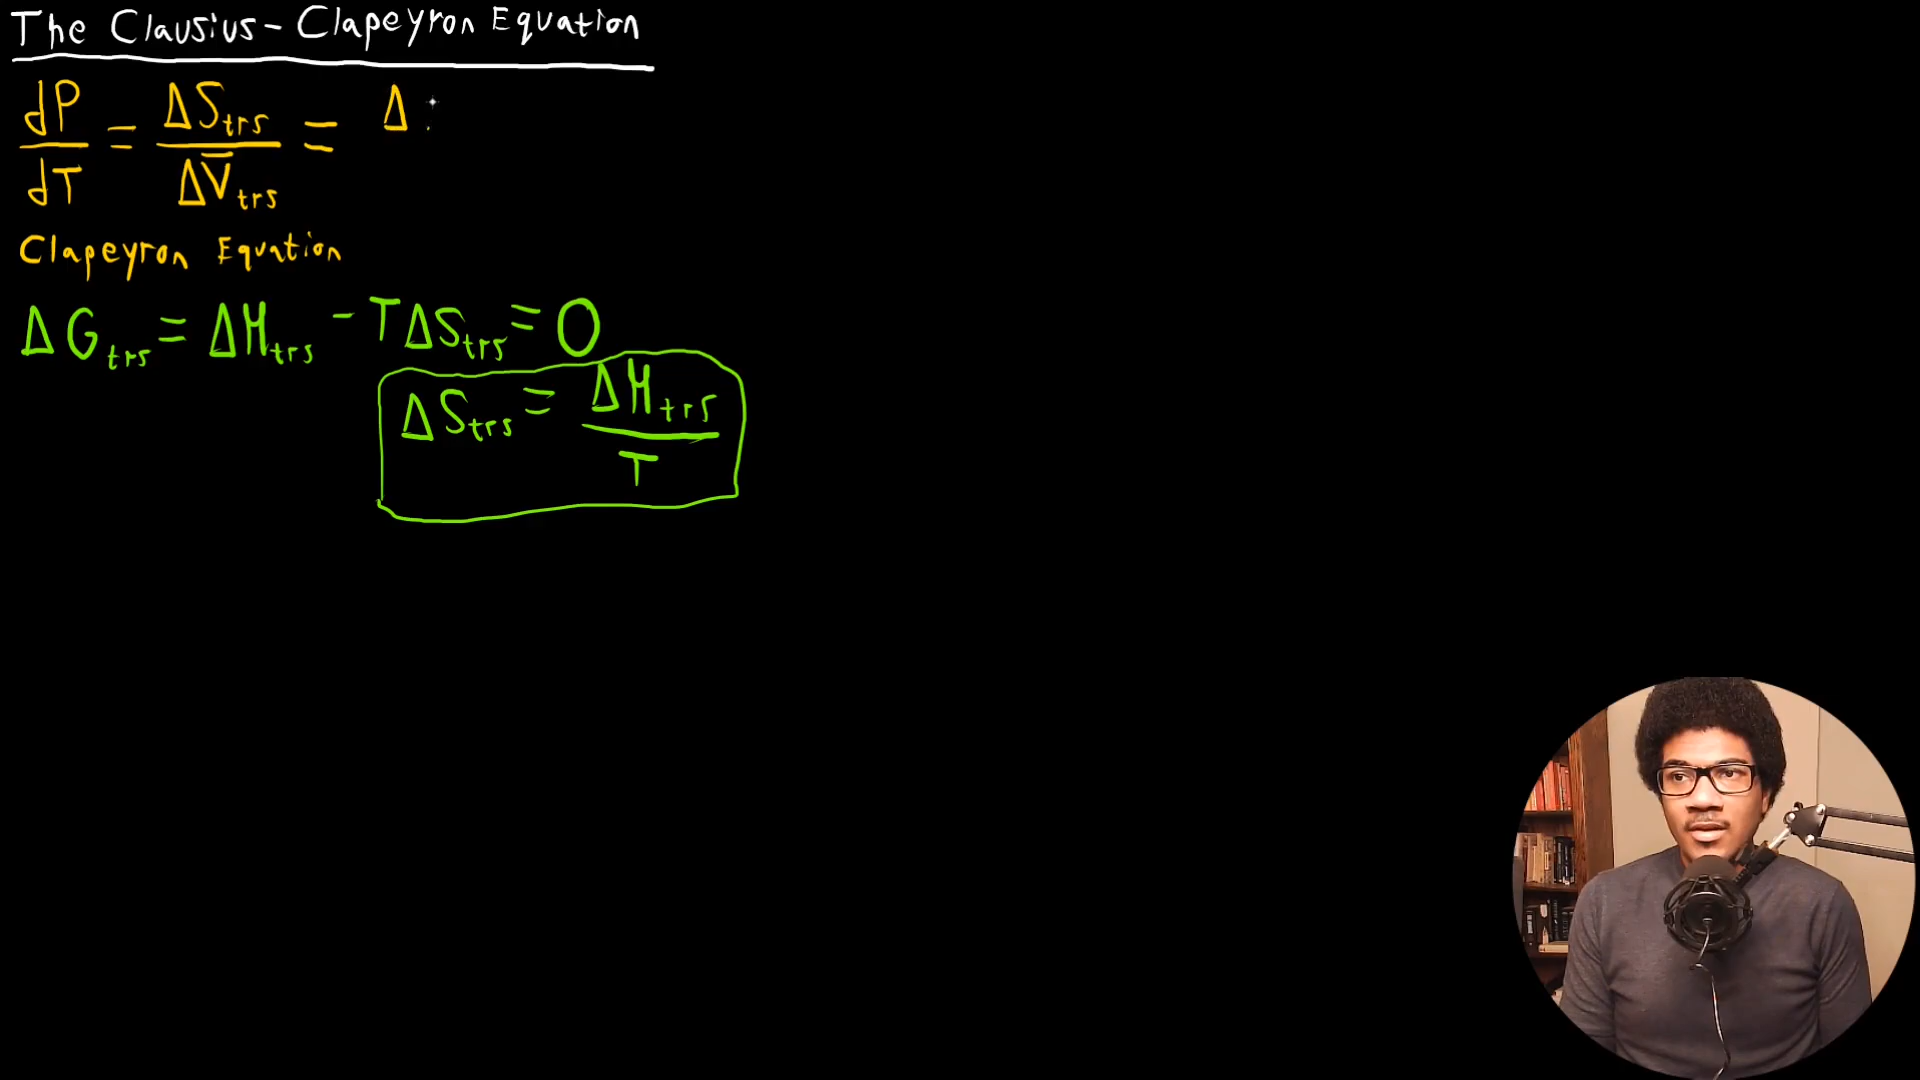 The Clausius-Clapeyron Equation
dP/dT = ΔS_trs/ΔV̄_trs = Δ
Clapeyron Equation
ΔG_trs = ΔH_trs - TΔS_trs = 0
ΔS_trs = ΔH_trs/T